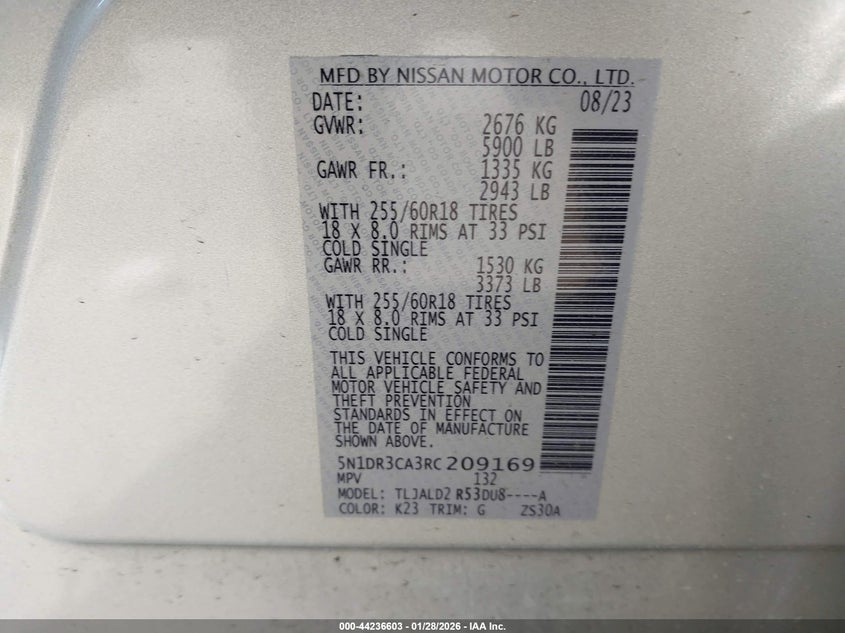 MFD BY NISSAN MOTOR CO., LTD.
DATE: 08/23
GVWR: 2676 KG
5900 LB
GAWR FR.: 1335 KG
2943 LB
WITH 255/60R18 TIRES
18 X 8.0 RIMS AT 33 PSI
COLD SINGLE
GAWR RR.: 1530 KG
3373 LB
WITH 255/60R18 TIRES
18 X 8.0 RIMS AT 33 PSI
COLD SINGLE
THIS VEHICLE CONFORMS TO
ALL APPLICABLE FEDERAL
MOTOR VEHICLE SAFETY AND
THEFT PREVENTION
STANDARDS IN EFFECT ON
THE DATE OF MANUFACTURE
SHOWN ABOVE.
5N1DR3CA3RC209169
MPV 132
MODEL: TLJALD2 R53DU8----A
COLOR: K23 TRIM: G ZS30A
000-44236603 — 01/28/2026 — IAA Inc.